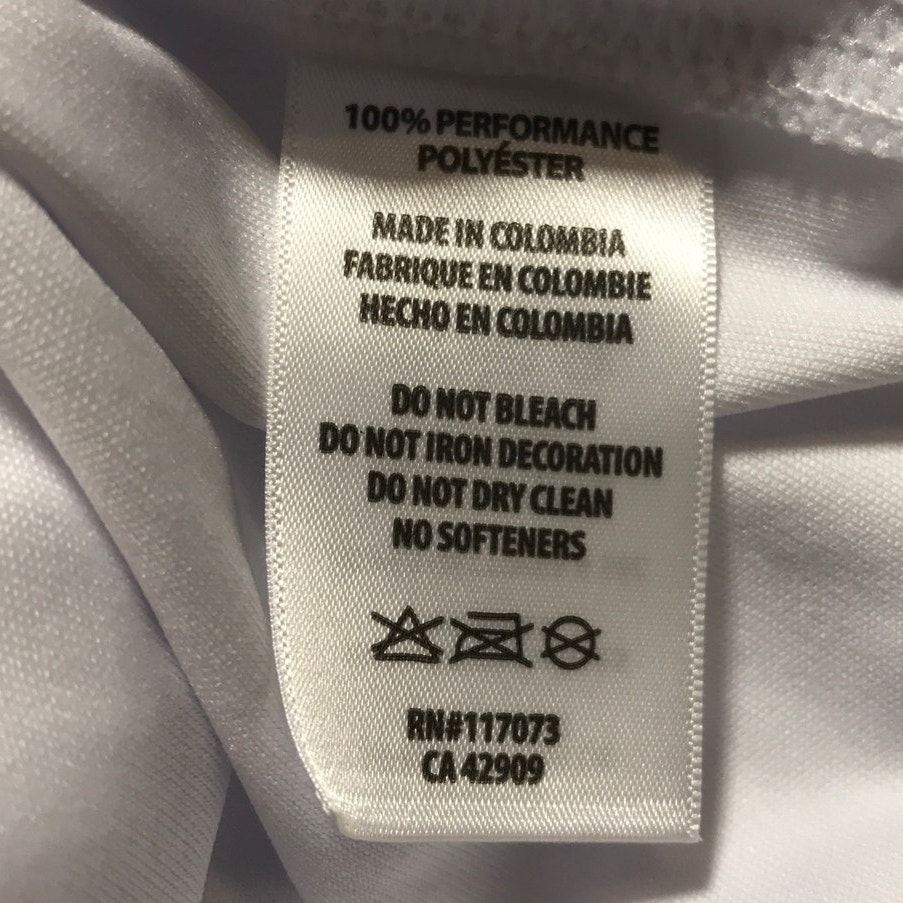 100% PERFORMANCE
POLYÉSTER
MADE IN COLOMBIA
FABRIQUE EN COLOMBIE
HECHO EN COLOMBIA
DO NOT BLEACH
DO NOT IRON DECORATION
DO NOT DRY CLEAN
NO SOFTENERS
RN#117073
CA 42909